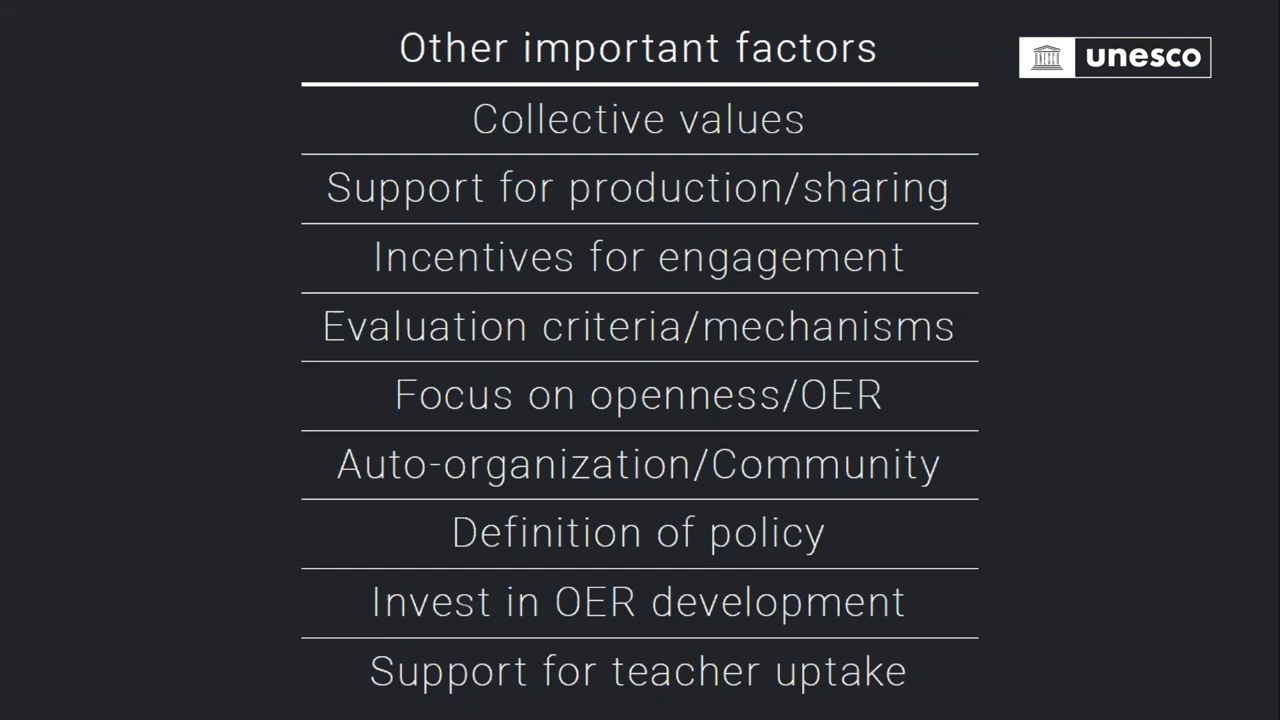 Other important factors
unesco
Collective values
Support for production/sharing
Incentives for engagement
Evaluation criteria/mechanisms
Focus on openness/OER
Auto-organization/Community
Definition of policy
Invest in OER development
Support for teacher uptake